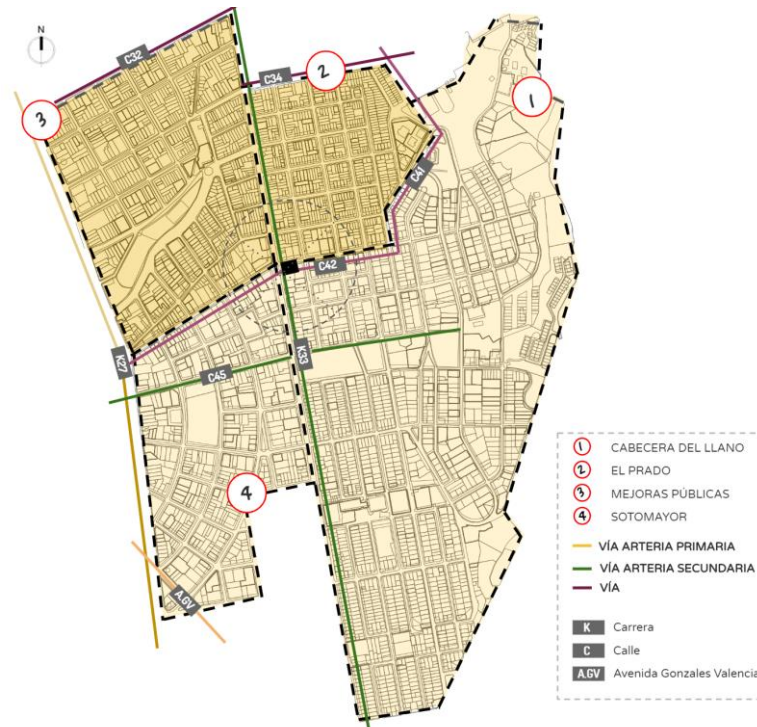 N
C32
C34
2
3
1
C41
C42
K27
K33
C45
4
A.GV
1 CABECERA DEL LLANO
2 EL PRADO
3 MEJORAS PÚBLICAS
4 SOTOMAYOR
VÍA ARTERIA PRIMARIA
VÍA ARTERIA SECUNDARIA
VÍA
K Carrera
C Calle
A.GV Avenida Gonzales Valencia